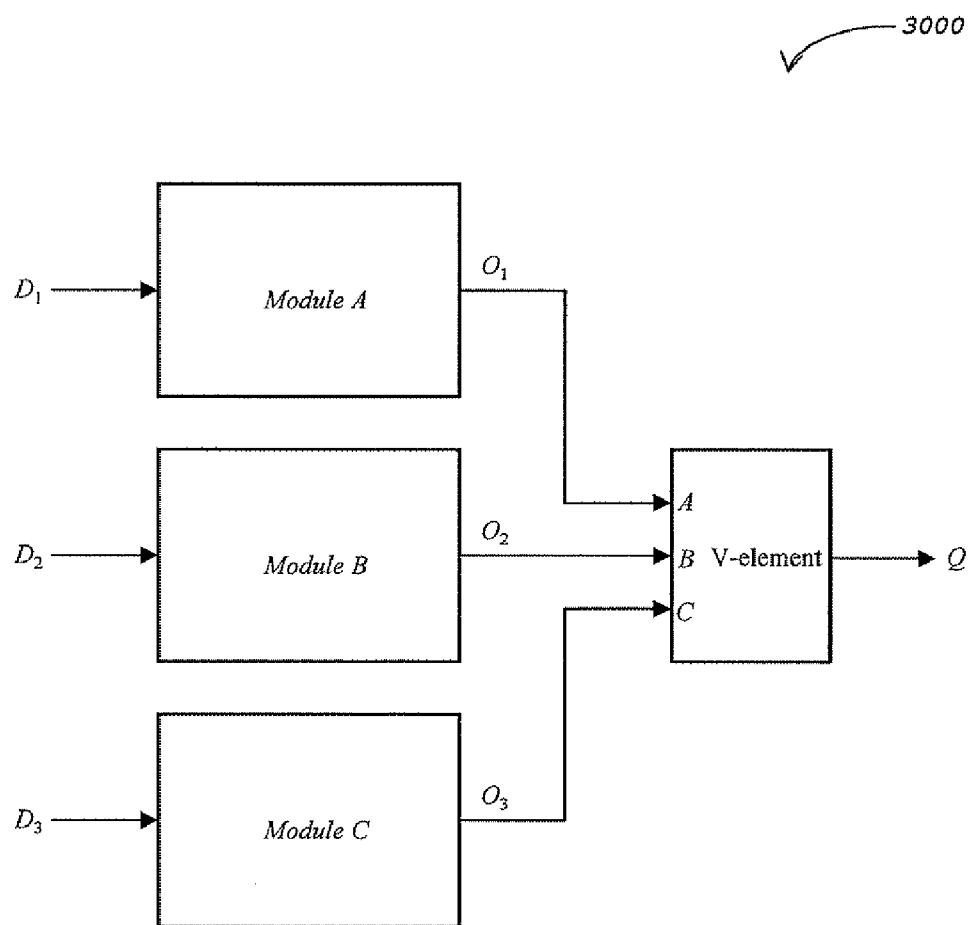 3000
D₁
Module A
O₁
A
D₂
Module B
O₂
B
V-element
Q
C
D₃
Module C
O₃